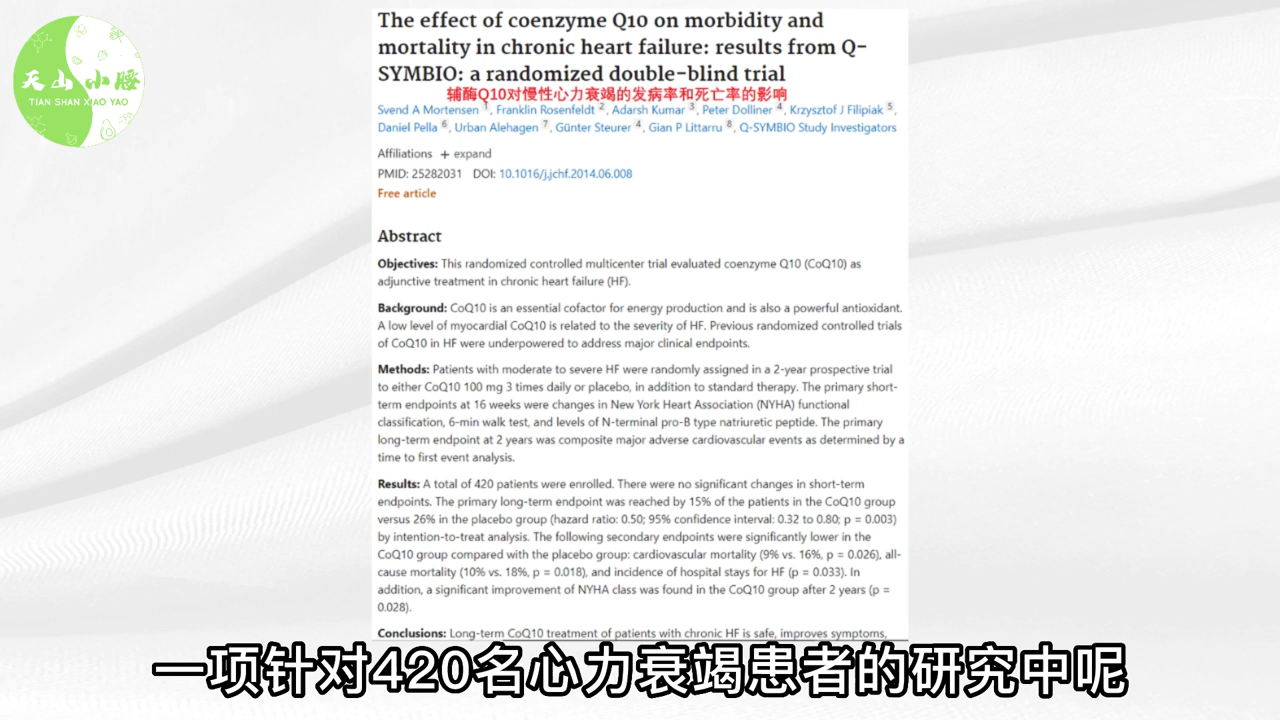 天山小腰
TIAN SHAN XIAO YAO
The effect of coenzyme Q10 on morbidity and
mortality in chronic heart failure: results from Q-
SYMBIO: a randomized double-blind trial
辅酶Q10对慢性心力衰竭的发病率和死亡率的影响
Svend A Mortensen 1, Franklin Rosenfeldt 2, Adarsh Kumar 3, Peter Dolliner 4, Krzysztof J Filipiak 5,
Daniel Pella 6, Urban Alehagen 7, Günter Steurer 4, Gian P Littarru 8, Q-SYMBIO Study Investigators
Affiliations + expand
PMID: 25282031 DOI: 10.1016/j.jchf.2014.06.008
Free article
Abstract
Objectives: This randomized controlled multicenter trial evaluated coenzyme Q10 (CoQ10) as
adjunctive treatment in chronic heart failure (HF).
Background: CoQ10 is an essential cofactor for energy production and is also a powerful antioxidant.
A low level of myocardial CoQ10 is related to the severity of HF. Previous randomized controlled trials
of CoQ10 in HF were underpowered to address major clinical endpoints.
Methods: Patients with moderate to severe HF were randomly assigned in a 2-year prospective trial
to either CoQ10 100 mg 3 times daily or placebo, in addition to standard therapy. The primary short-
term endpoints at 16 weeks were changes in New York Heart Association (NYHA) functional
classification, 6-min walk test, and levels of N-terminal pro-B type natriuretic peptide. The primary
long-term endpoint at 2 years was composite major adverse cardiovascular events as determined by a
time to first event analysis.
Results: A total of 420 patients were enrolled. There were no significant changes in short-term
endpoints. The primary long-term endpoint was reached by 15% of the patients in the CoQ10 group
versus 26% in the placebo group (hazard ratio: 0.50; 95% confidence interval: 0.32 to 0.80; p = 0.003)
by intention-to-treat analysis. The following secondary endpoints were significantly lower in the
CoQ10 group compared with the placebo group: cardiovascular mortality (9% vs. 16%, p = 0.026), all-
cause mortality (10% vs. 18%, p = 0.018), and incidence of hospital stays for HF (p = 0.033). In
addition, a significant improvement of NYHA class was found in the CoQ10 group after 2 years (p =
0.028).
Conclusions: Long-term CoQ10 treatment of patients with chronic HF is safe, improves symptoms,
一项针对420名心力衰竭患者的研究中呢